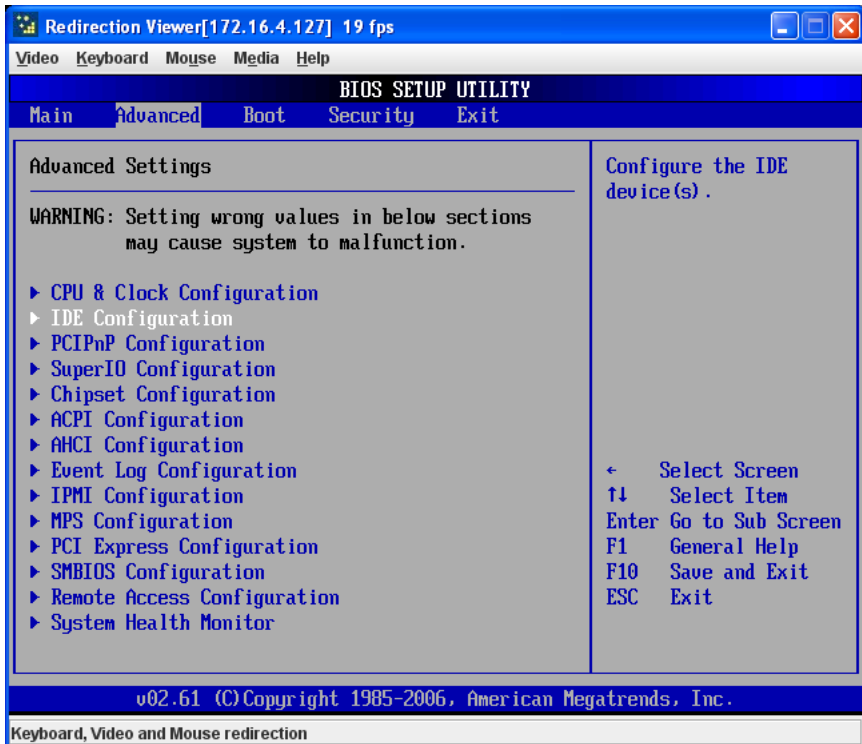 Redirection Viewer[172.16.4.127] 19 fps
Video Keyboard Mouse Media Help
BIOS SETUP UTILITY
Main Advanced Boot Security Exit
Advanced Settings
WARNING: Setting wrong values in below sections
may cause system to malfunction.
CPU & Clock Configuration
IDE Configuration
PCIPnP Configuration
SuperIO Configuration
Chipset Configuration
ACPI Configuration
AHCI Configuration
Event Log Configuration
IPMI Configuration
MPS Configuration
PCI Express Configuration
SMBIOS Configuration
Remote Access Configuration
System Health Monitor
Configure the IDE
device(s).
← Select Screen
↑↓ Select Item
Enter Go to Sub Screen
F1 General Help
F10 Save and Exit
ESC Exit
v02.61 (C)Copyright 1985-2006, American Megatrends, Inc.
Keyboard, Video and Mouse redirection